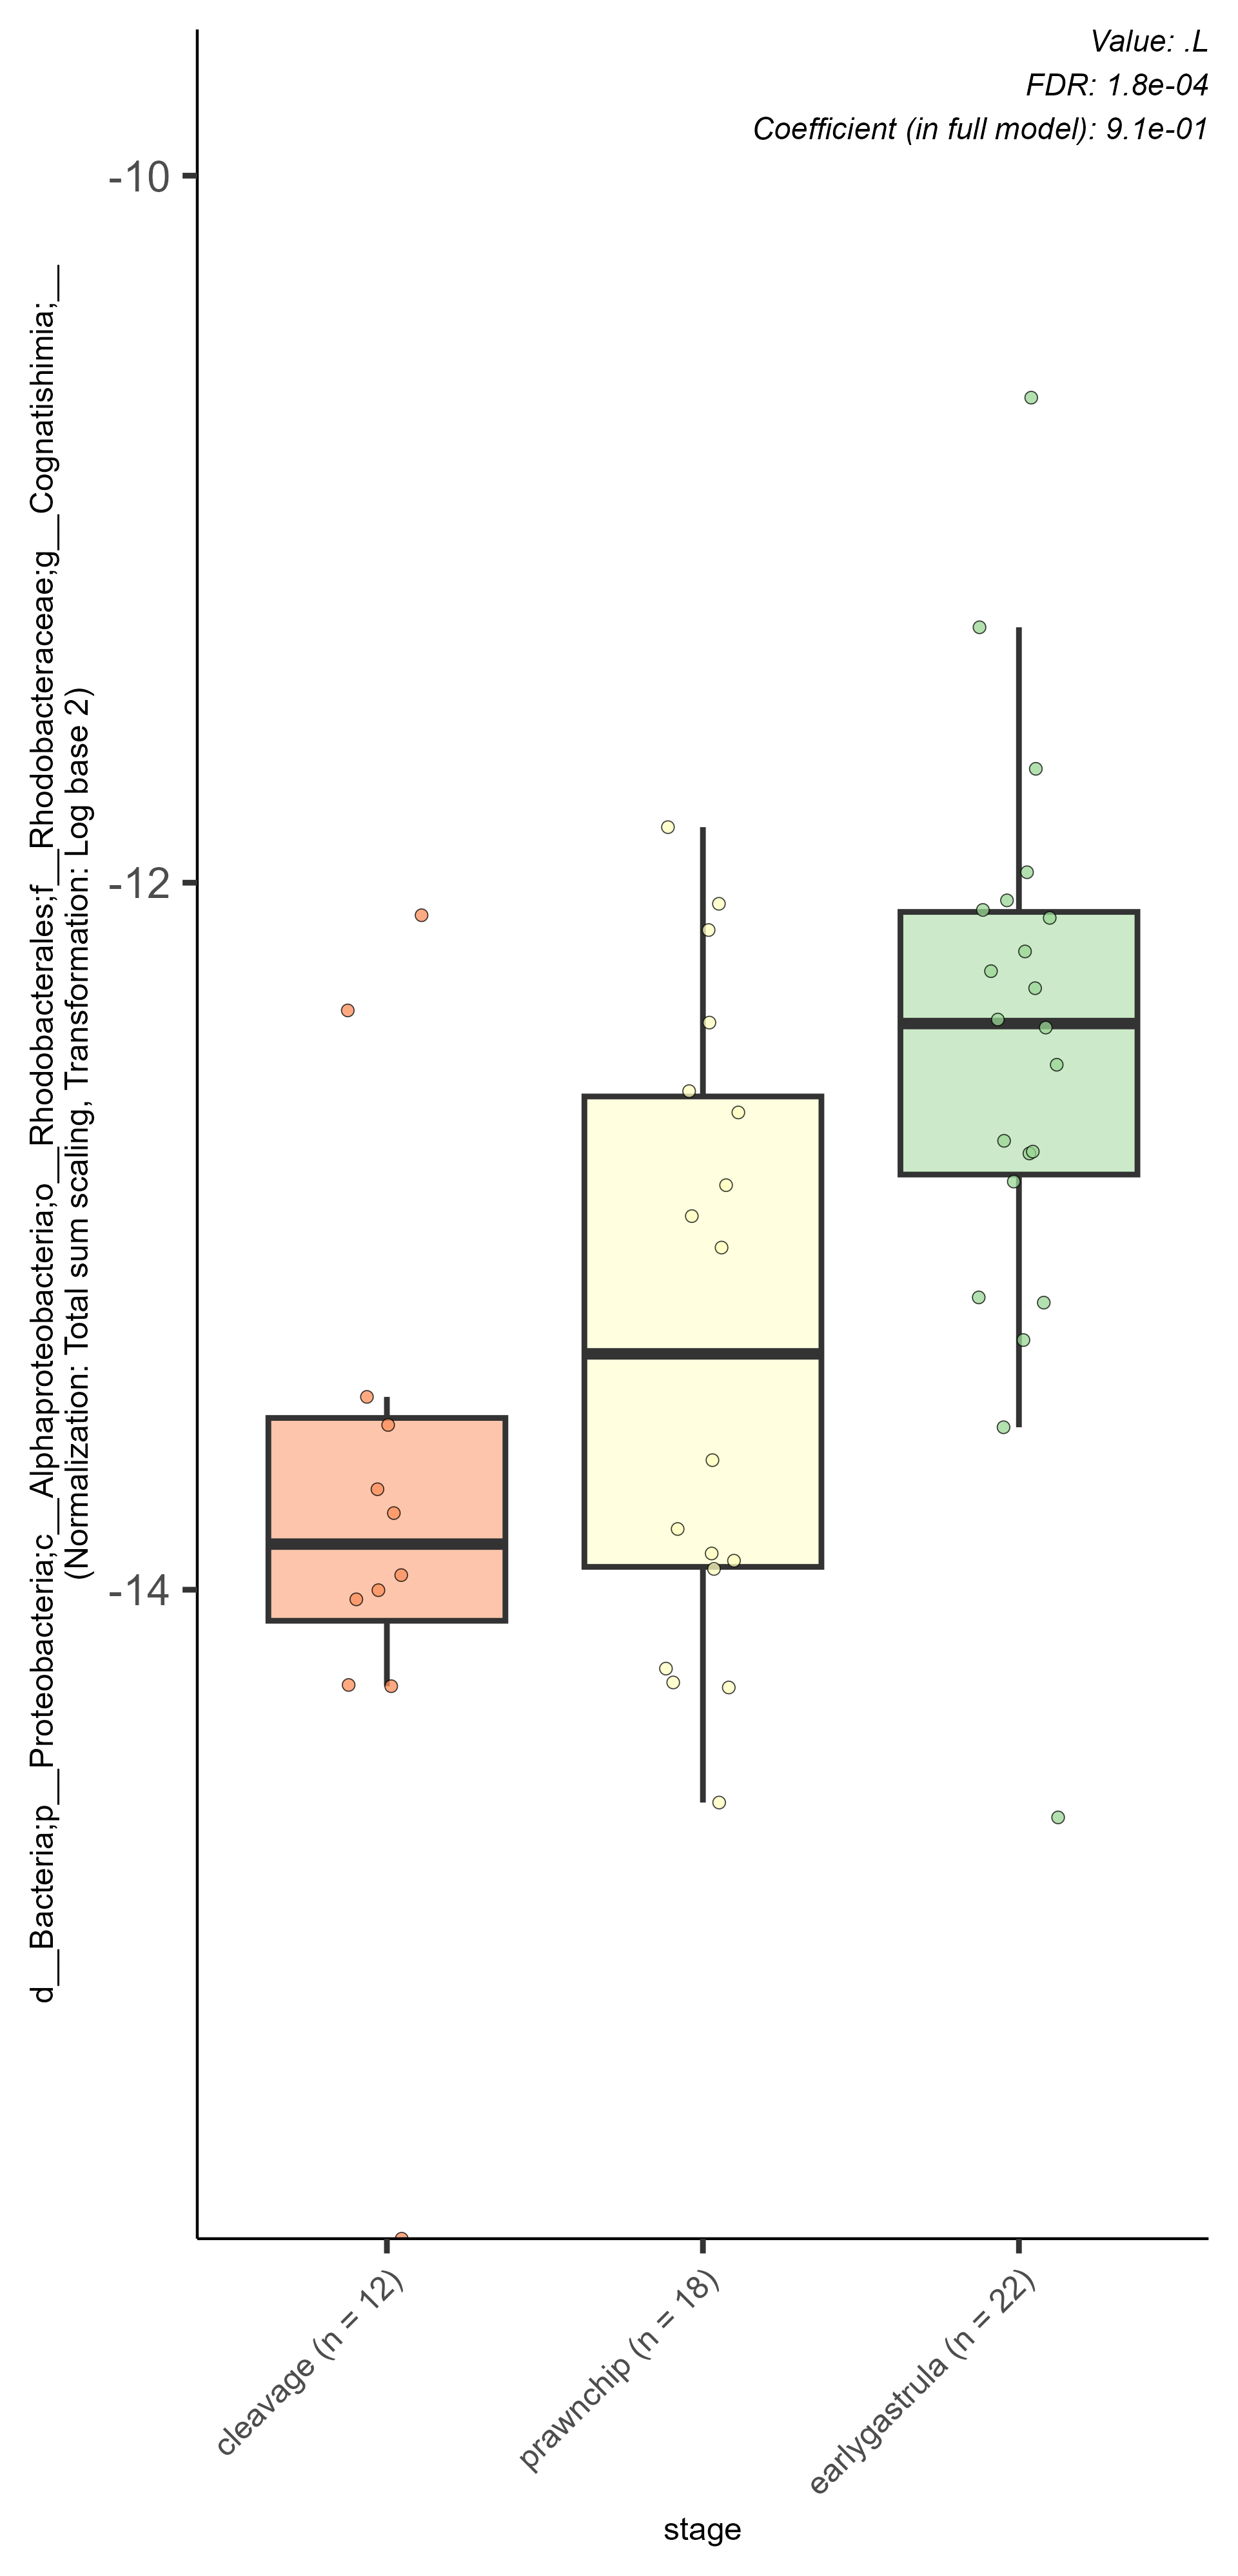 Value: .L
FDR: 1.8e-04
Coefficient (in full model): 9.1e-01
d__Bacteria;p__Proteobacteria;c__Alphaproteobacteria;o__Rhodobacterales;f__Rhodobacteraceae;g__Cognatishimia;__
(Normalization: Total sum scaling, Transformation: Log base 2)
-10
-12
-14
cleavage (n = 12)
prawnchip (n = 18)
earlygastrula (n = 22)
stage